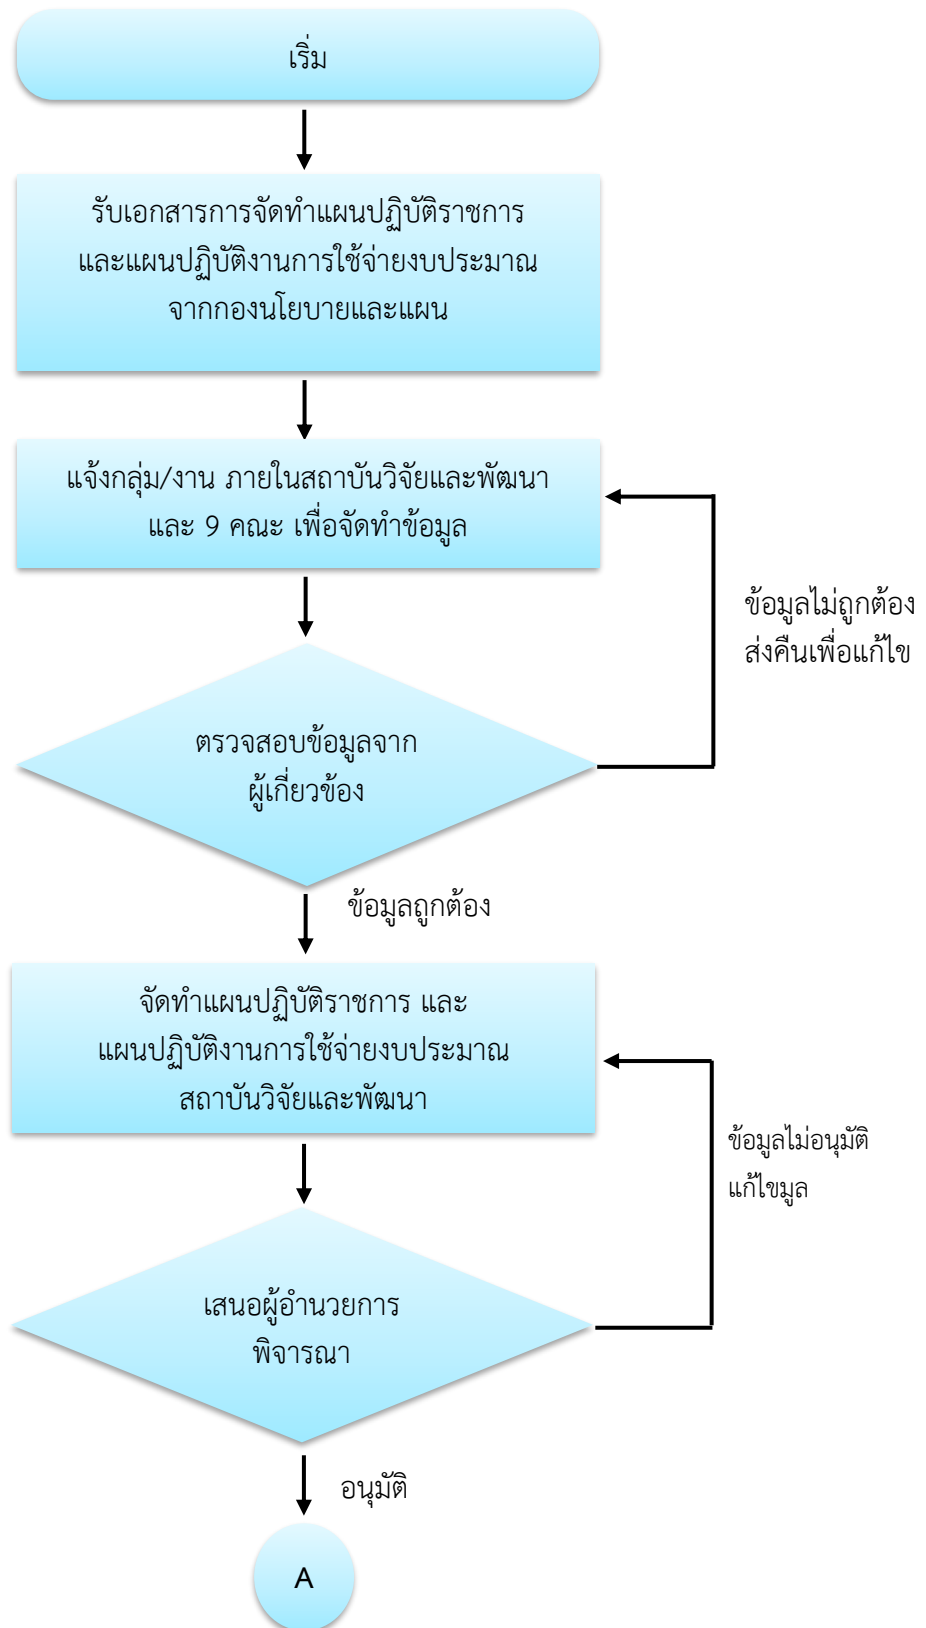 เริ่ม
รับเอกสารการจัดทำแผนปฏิบัติราชการ
และแผนปฏิบัติงานการใช้จ่ายงบประมาณ
จากกองนโยบายและแผน
แจ้งกลุ่ม/งาน ภายในสถาบันวิจัยและพัฒนา
และ 9 คณะ เพื่อจัดทำข้อมูล
ข้อมูลไม่ถูกต้อง
ส่งคืนเพื่อแก้ไข
ตรวจสอบข้อมูลจาก
ผู้เกี่ยวข้อง
ข้อมูลถูกต้อง
จัดทำแผนปฏิบัติราชการ และ
แผนปฏิบัติงานการใช้จ่ายงบประมาณ
สถาบันวิจัยและพัฒนา
ข้อมูลไม่อนุมัติ
แก้ไขมูล
เสนอผู้อำนวยการ
พิจารณา
อนุมัติ
A